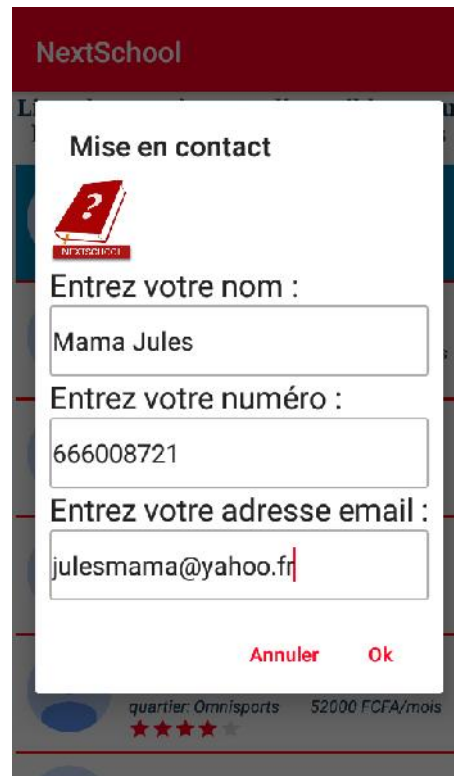 NextSchool
Mise en contact
?
NEXTSCHOOL
Entrez votre nom :
Mama Jules
Entrez votre numéro :
666008721
Entrez votre adresse email :
julesmama@yahoo.fr
Annuler Ok
quartier: Omnisports 52000 FCFA/mois